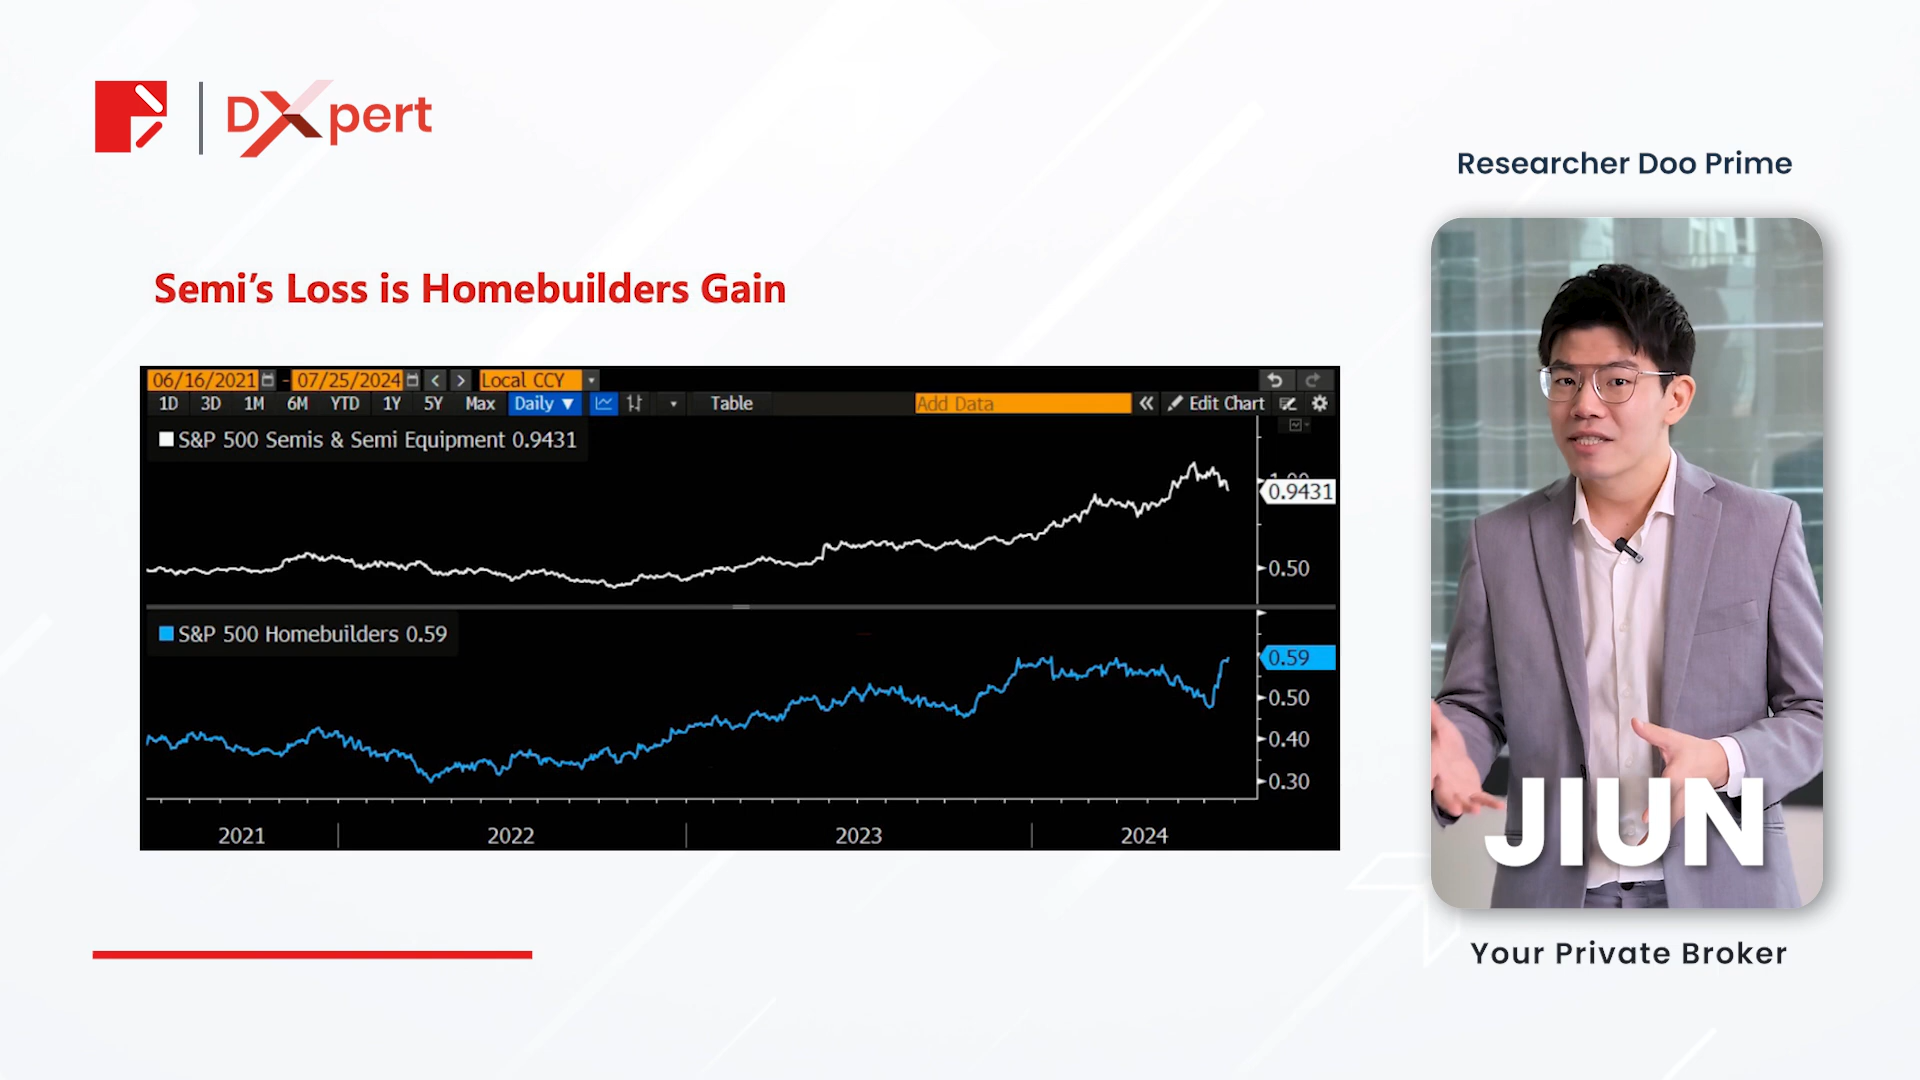 DXpert
Researcher Doo Prime
Semi’s Loss is Homebuilders Gain
06/16/2021 - 07/25/2024 Local CCY
1D 3D 1M 6M YTD 1Y 5Y Max Daily ▼ Table Add Data « Edit Chart
S&P 500 Semis & Semi Equipment 0.9431
1.00
0.9431
0.50
S&P 500 Homebuilders 0.59
0.59
0.50
0.40
0.30
2021 2022 2023 2024
JIUN
Your Private Broker